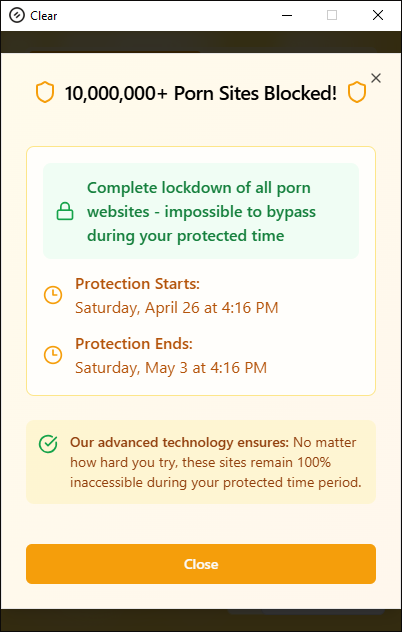 Clear
10,000,000+ Porn Sites Blocked!
Complete lockdown of all porn
websites - impossible to bypass
during your protected time
Protection Starts:
Saturday, April 26 at 4:16 PM
Protection Ends:
Saturday, May 3 at 4:16 PM
Our advanced technology ensures: No matter
how hard you try, these sites remain 100%
inaccessible during your protected time period.
Close